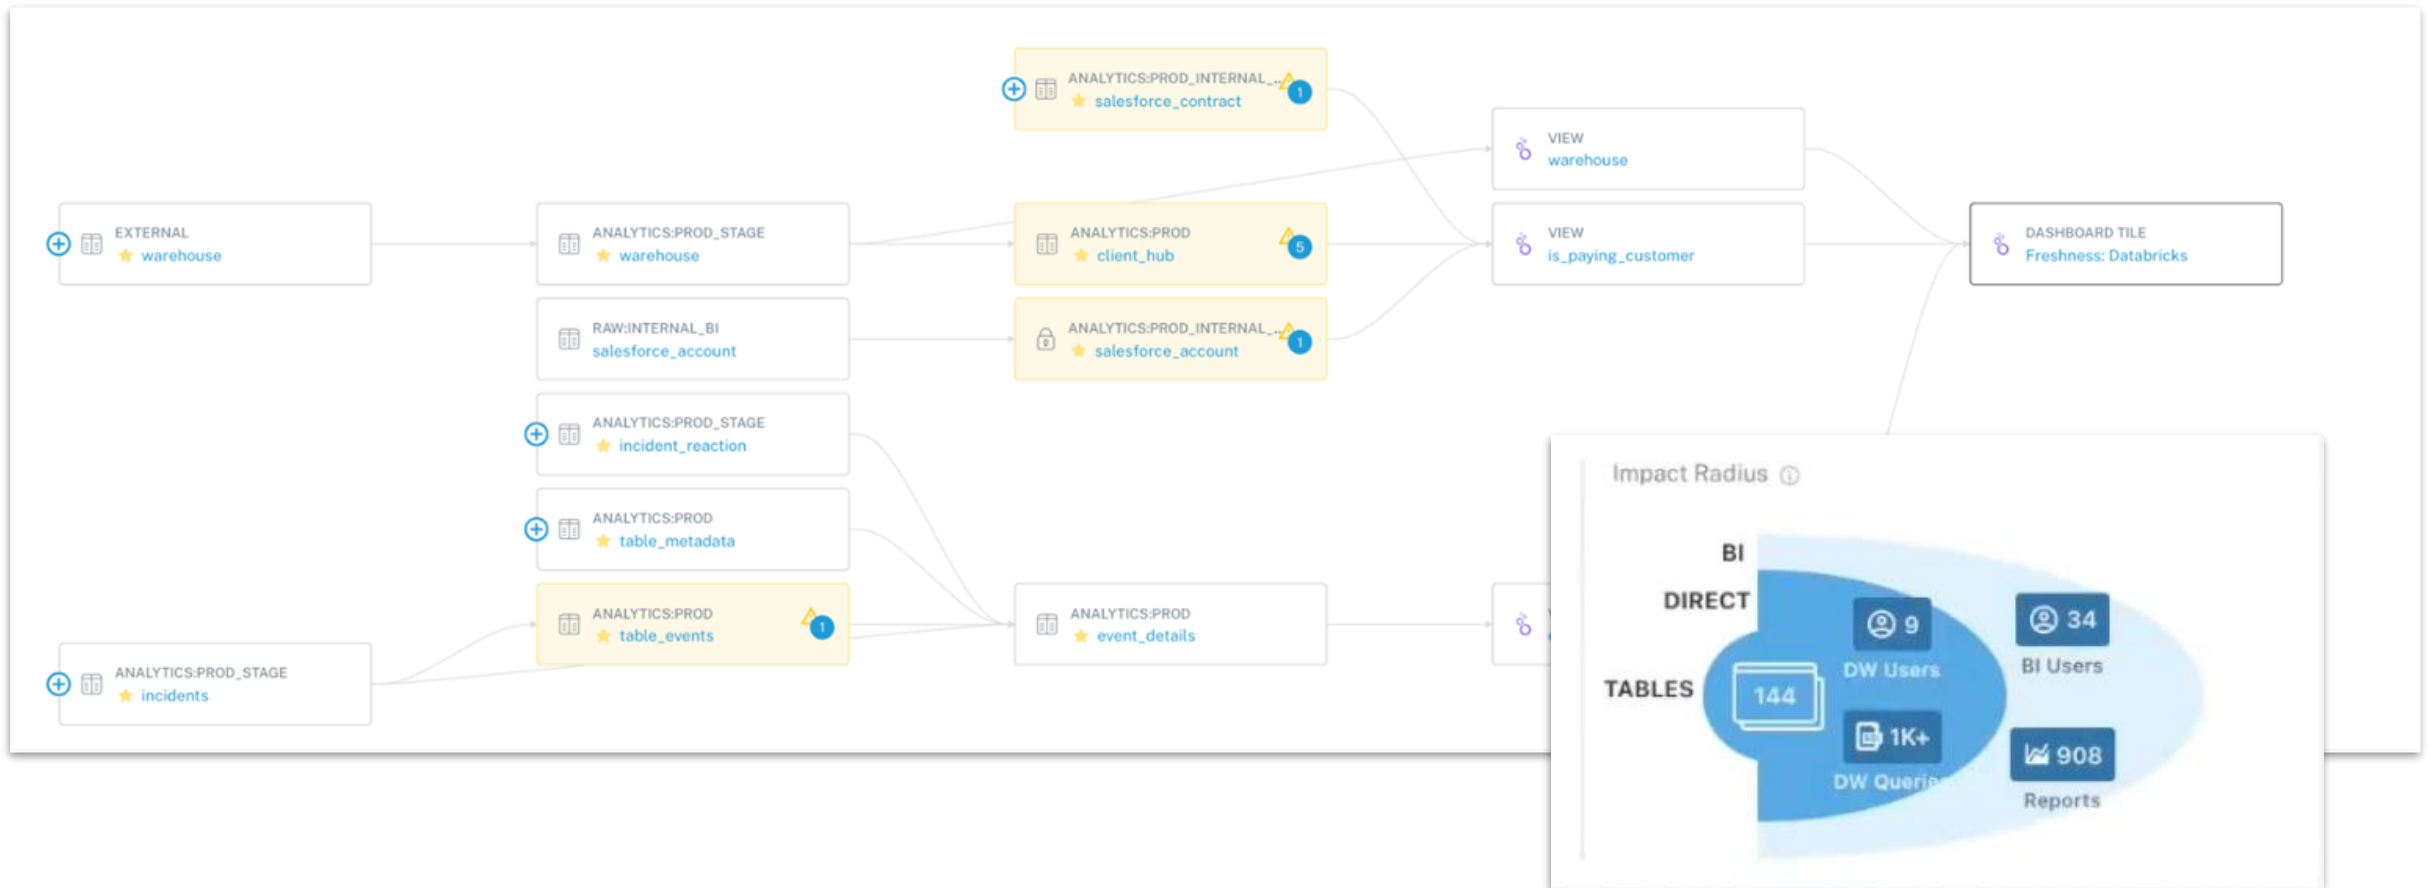 ANALYTICS:PROD_INTERNAL_...
1
salesforce_contract
VIEW
warehouse
EXTERNAL
warehouse
ANALYTICS:PROD_STAGE
warehouse
ANALYTICS:PROD
5
client_hub
VIEW
is_paying_customer
DASHBOARD TILE
Freshness: Databricks
RAW:INTERNAL_BI
salesforce_account
ANALYTICS:PROD_INTERNAL_...
1
salesforce_account
ANALYTICS:PROD_STAGE
incident_reaction
ANALYTICS:PROD
table_metadata
ANALYTICS:PROD
1
table_events
ANALYTICS:PROD
event_details
ANALYTICS:PROD_STAGE
incidents
Impact Radius
BI
DIRECT
TABLES
144
9
DW Users
1K+
DW Querie
34
BI Users
908
Reports